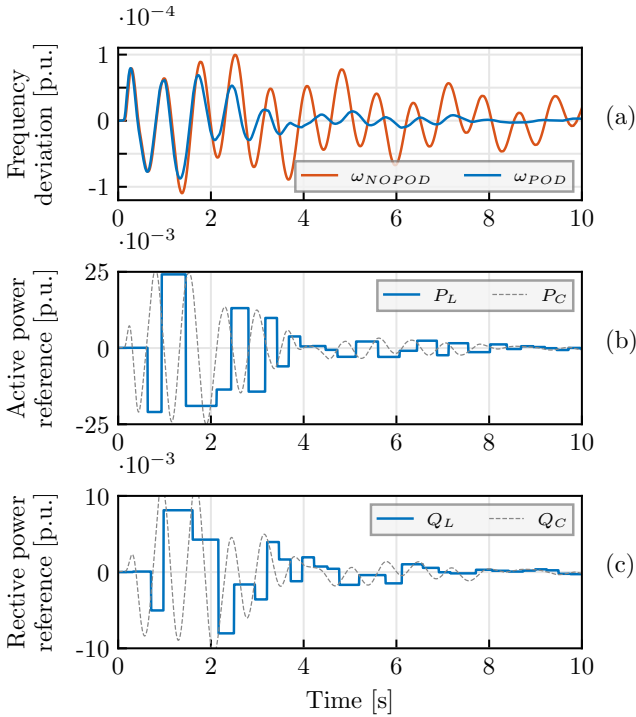 ·10⁻⁴
Frequency
deviation [p.u.]
1
0
-1
ω_NOPOD ω_POD
(a)
0 2 4 6 8 10
·10⁻³
Active power
reference [p.u.]
25
0
-25
P_L P_C
(b)
0 2 4 6 8 10
·10⁻³
Rective power
reference [p.u.]
10
0
-10
Q_L Q_C
(c)
0 2 4 6 8 10
Time [s]